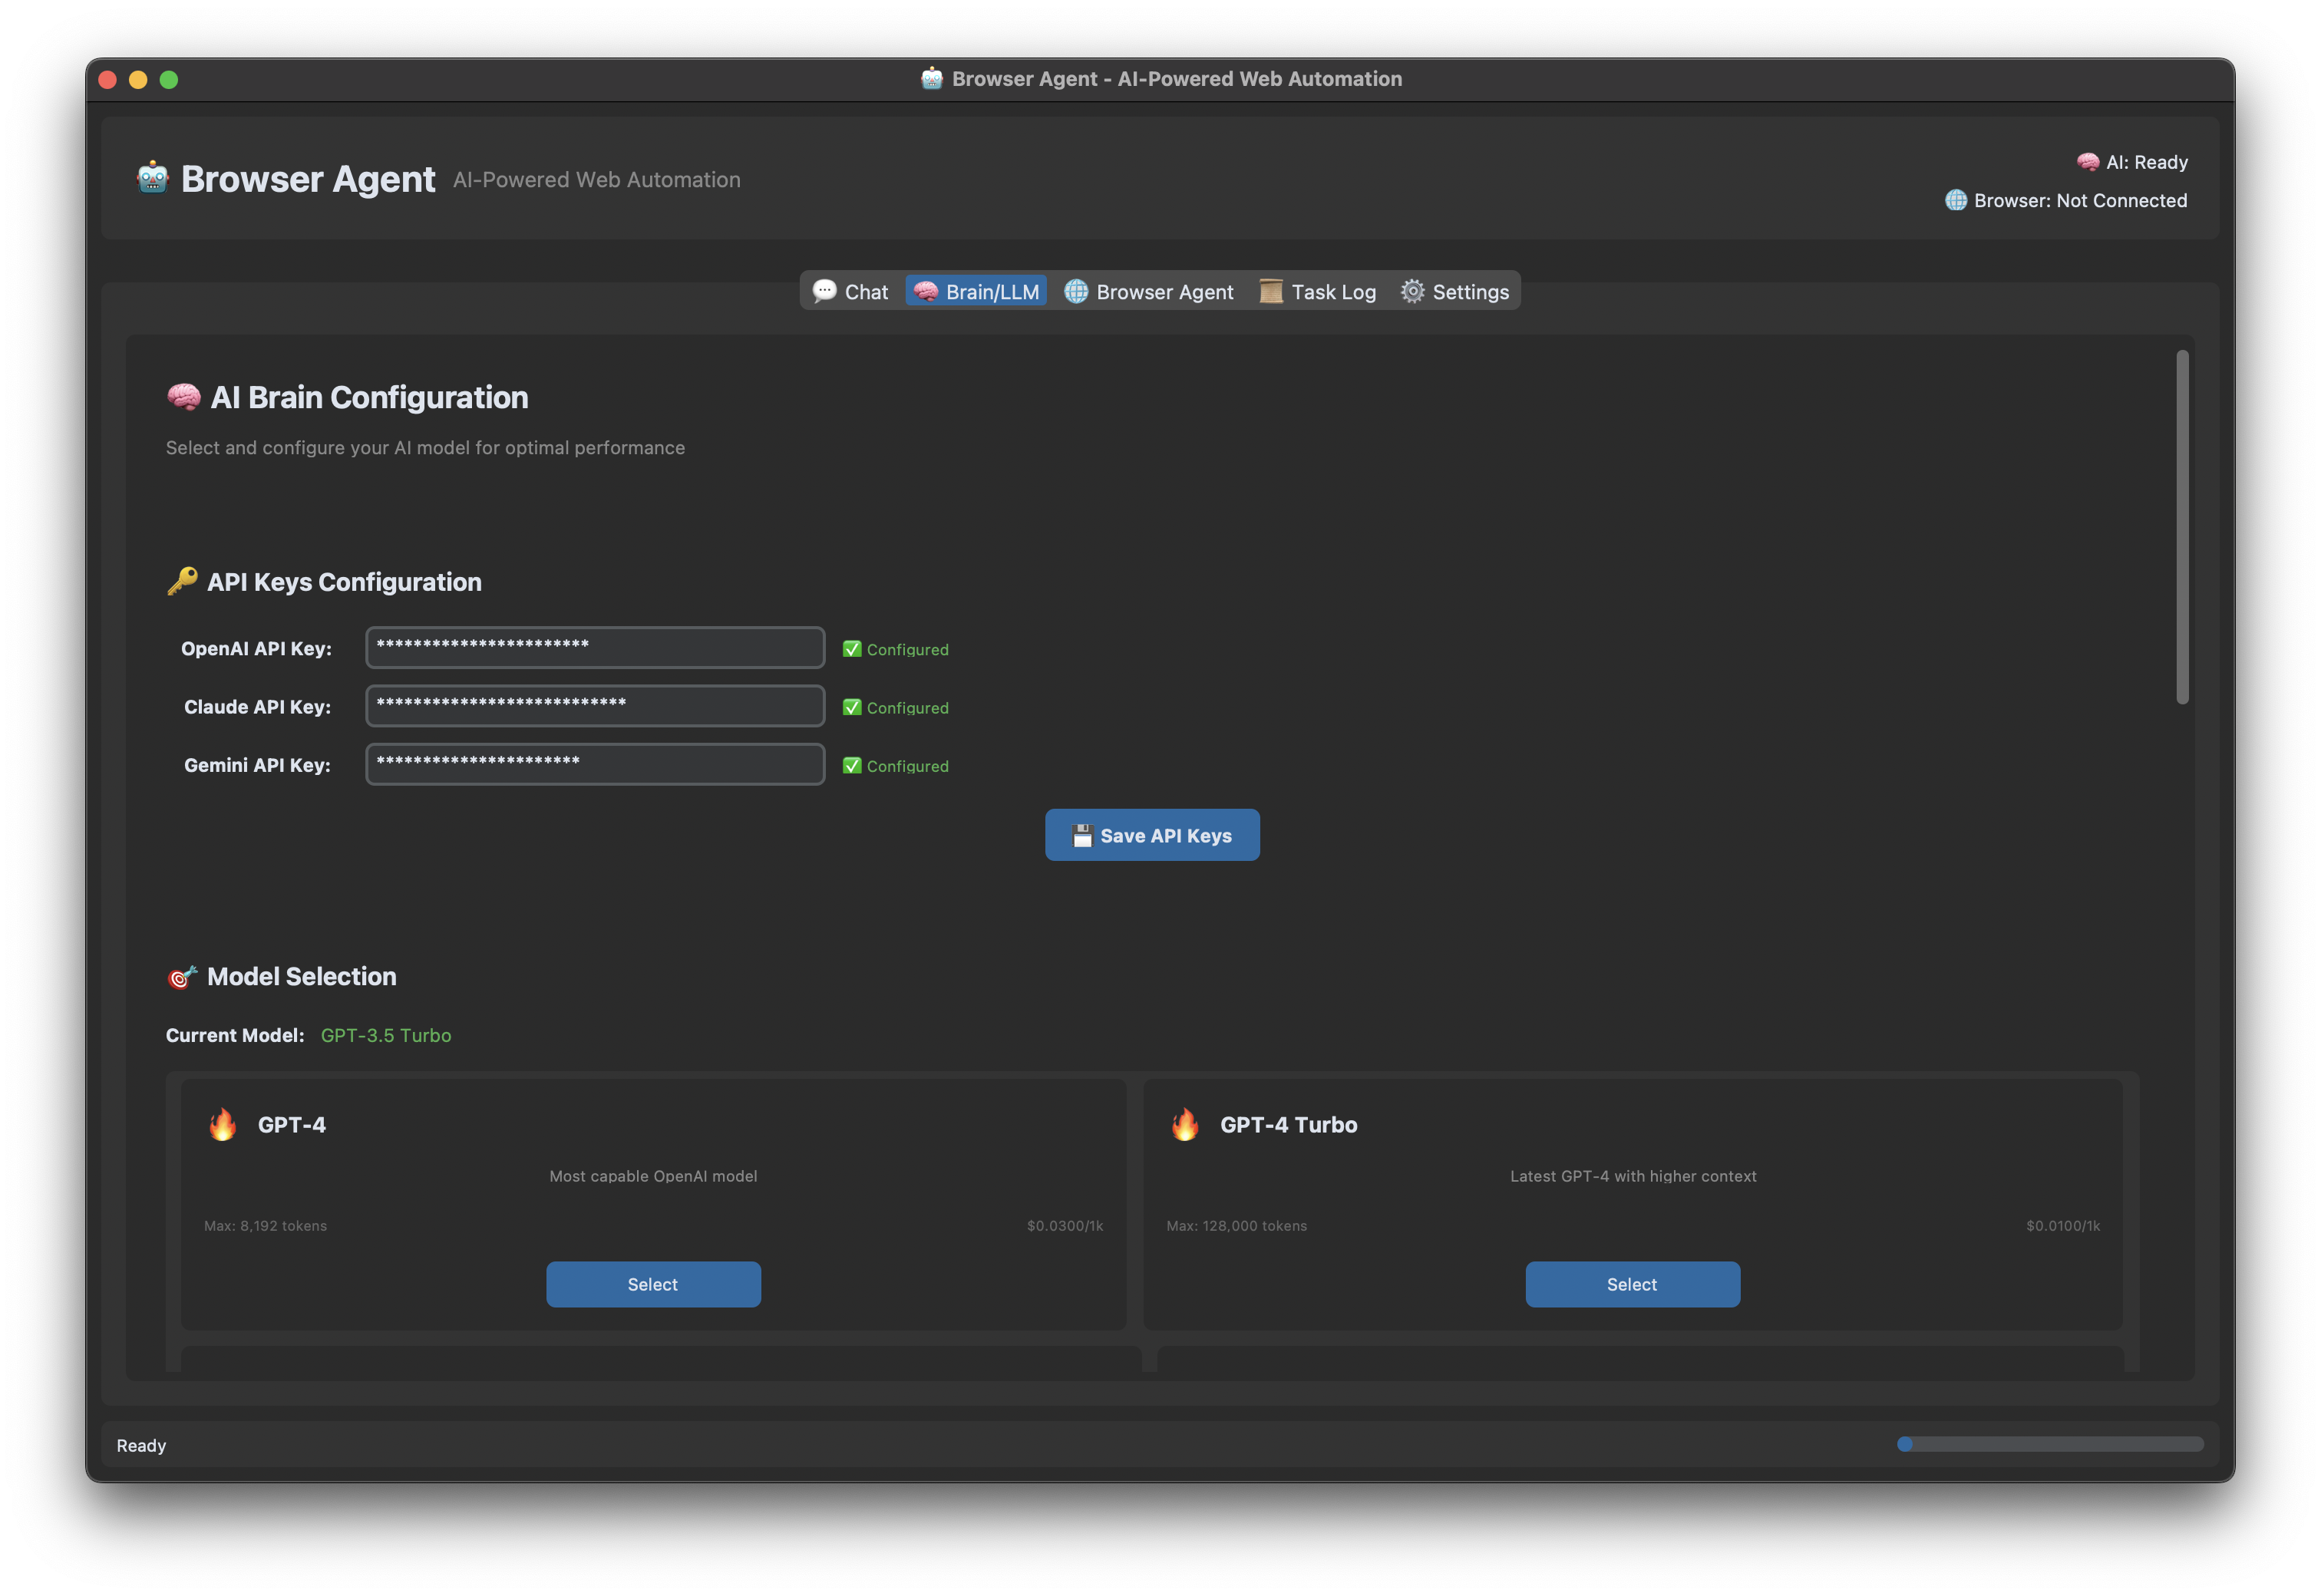 Browser Agent - AI-Powered Web Automation
Browser Agent AI-Powered Web Automation
AI: Ready
Browser: Not Connected
Chat Brain/LLM Browser Agent Task Log Settings
AI Brain Configuration
Select and configure your AI model for optimal performance
API Keys Configuration
OpenAI API Key: *********************** Configured
Claude API Key: *************************** Configured
Gemini API Key: ********************** Configured
Save API Keys
Model Selection
Current Model: GPT-3.5 Turbo
GPT-4
Most capable OpenAI model
Max: 8,192 tokens $0.0300/1k
Select
GPT-4 Turbo
Latest GPT-4 with higher context
Max: 128,000 tokens $0.0100/1k
Select
Ready